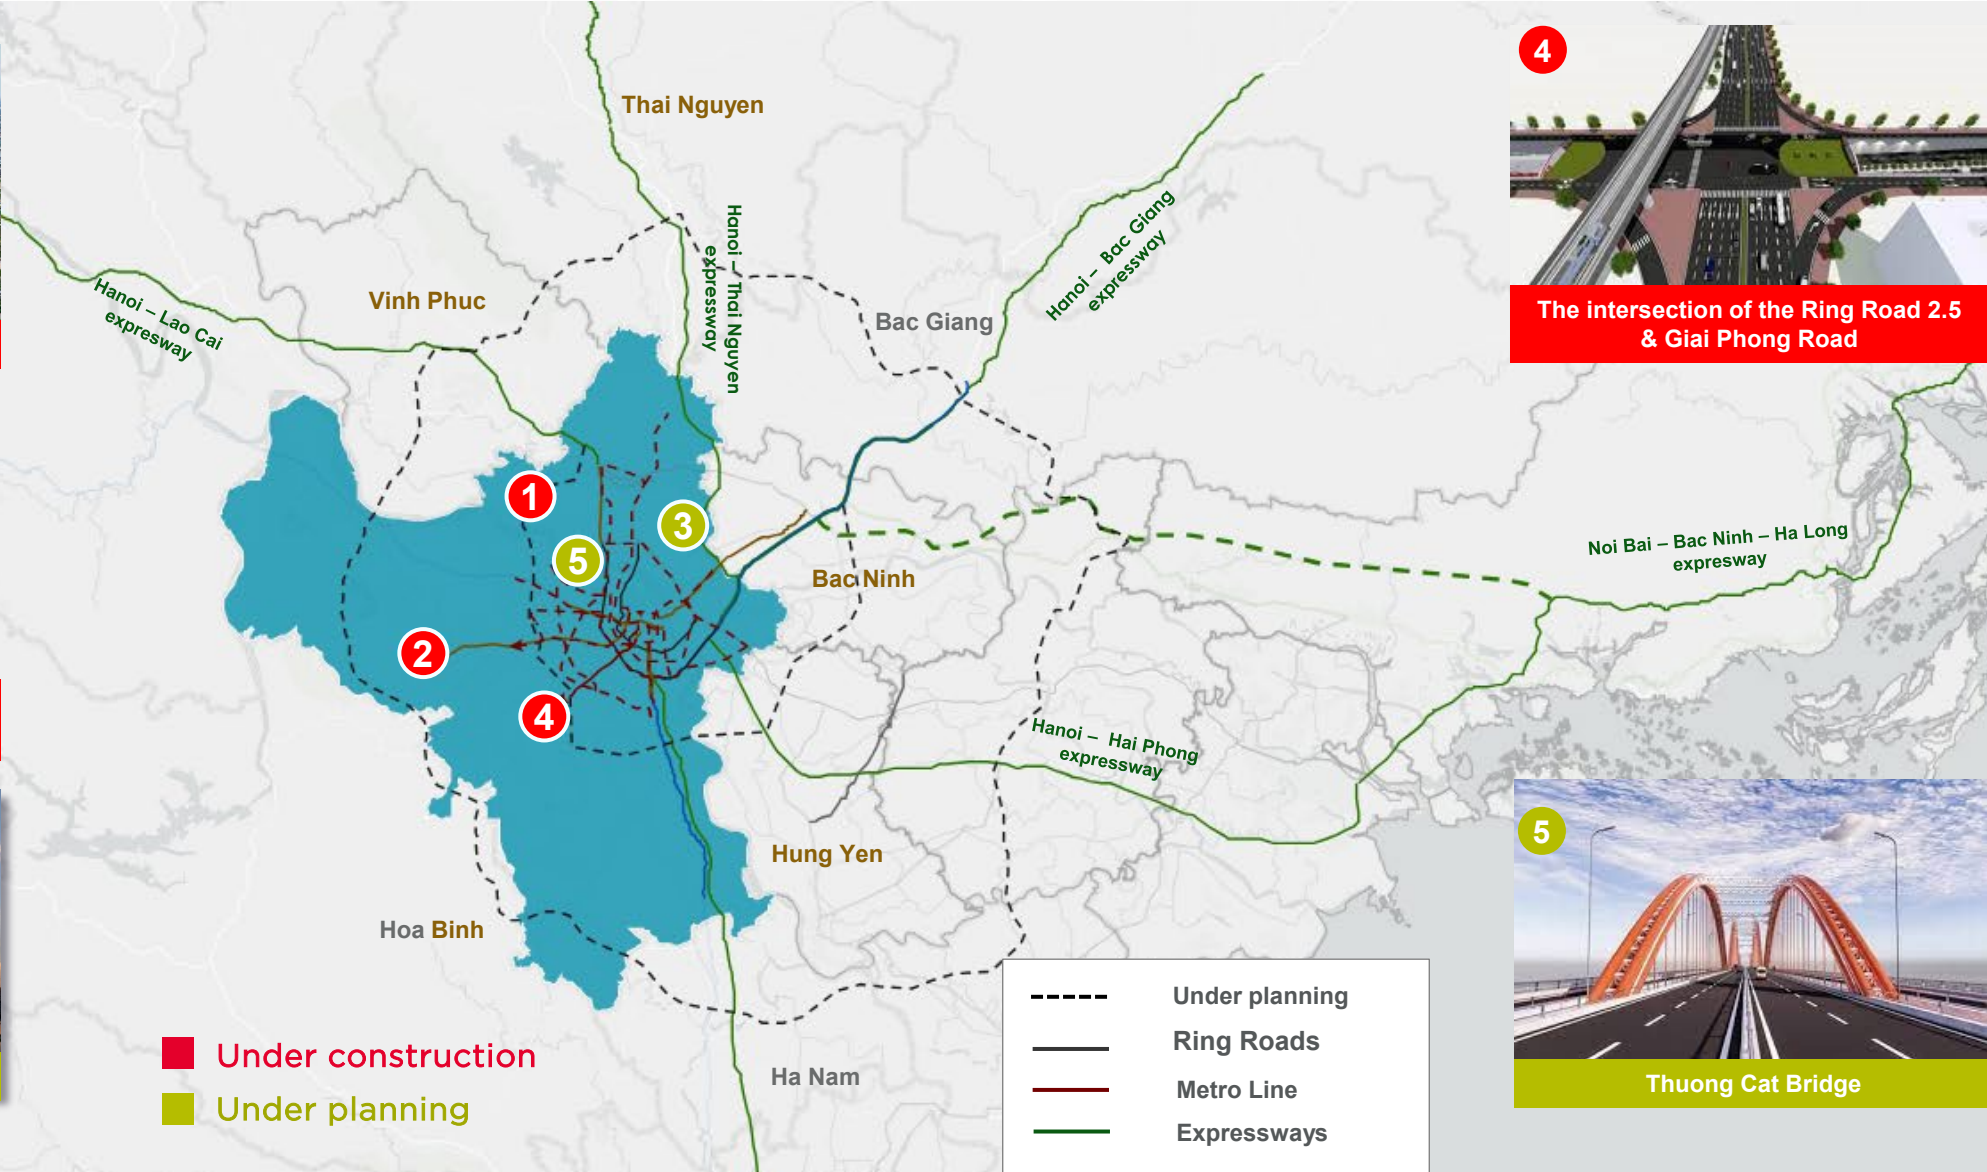 4
Thai Nguyen
Hanoi – Thai Nguyen
expressway
Hanoi – Bac Giang
expressway
Hanoi – Lao Cai
expresway
Vinh Phuc
Bac Giang
The intersection of the Ring Road 2.5
& Giai Phong Road
1
3
5
Noi Bai – Bac Ninh – Ha Long
expresway
Bac Ninh
2
4
Hanoi – Hai Phong
expressway
5
Hung Yen
Hoa Binh
Under planning
Ring Roads
Metro Line
Expressways
Under construction
Under planning
Ha Nam
Thuong Cat Bridge